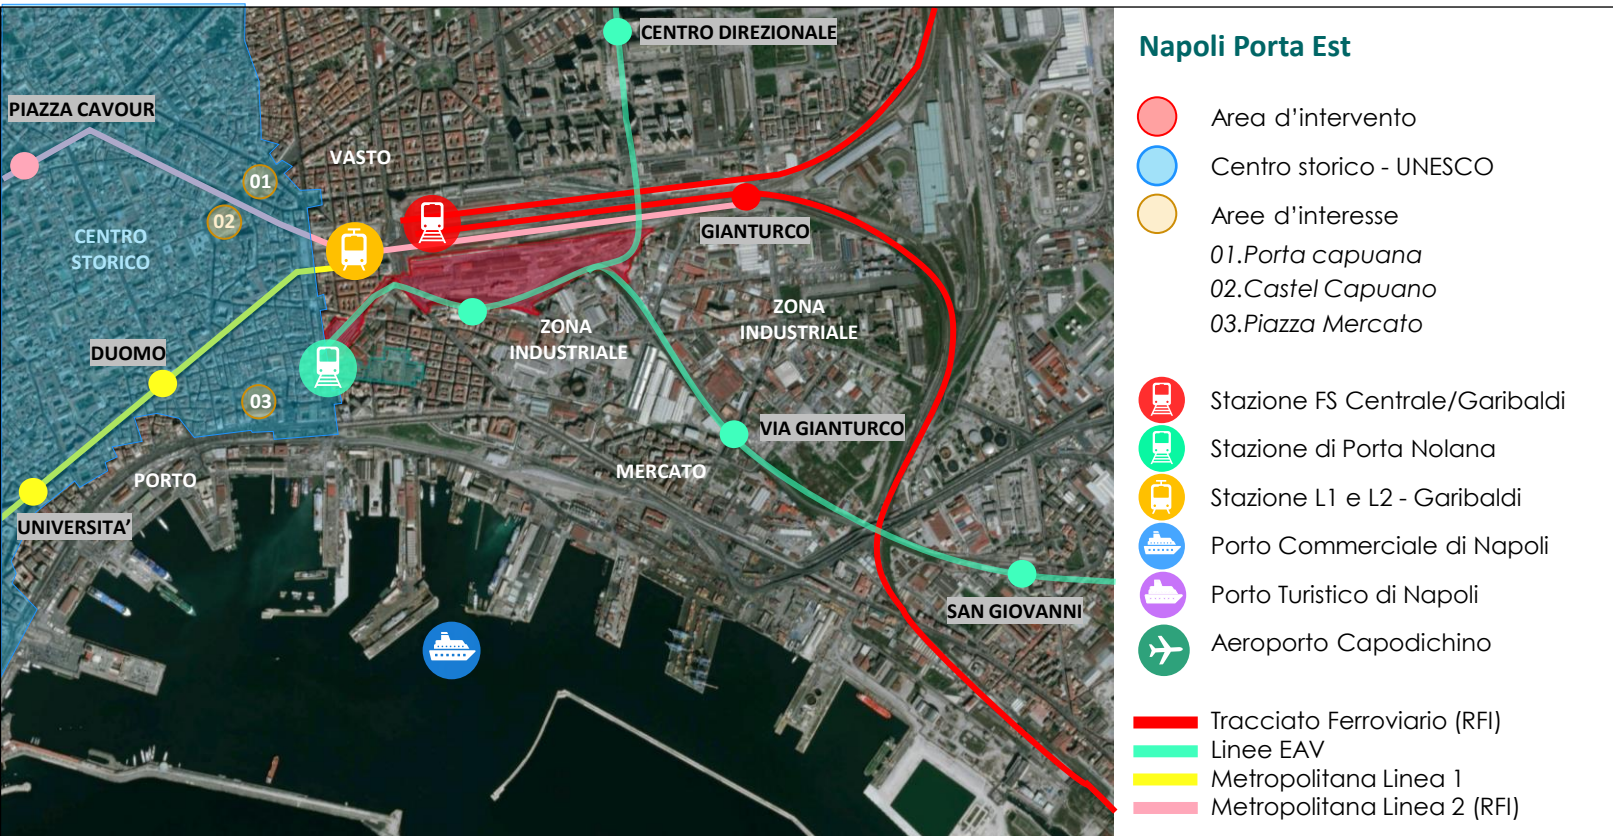 CENTRO DIREZIONALE
PIAZZA CAVOUR
VASTO
01
02
CENTRO
STORICO
GIANTURCO
ZONA
INDUSTRIALE
ZONA
INDUSTRIALE
DUOMO
03
VIA GIANTURCO
MERCATO
PORTO
UNIVERSITA’
SAN GIOVANNI
Napoli Porta Est
Area d’intervento
Centro storico - UNESCO
Aree d’interesse
01.Porta capuana
02.Castel Capuano
03.Piazza Mercato
Stazione FS Centrale/Garibaldi
Stazione di Porta Nolana
Stazione L1 e L2 - Garibaldi
Porto Commerciale di Napoli
Porto Turistico di Napoli
Aeroporto Capodichino
Tracciato Ferroviario (RFI)
Linee EAV
Metropolitana Linea 1
Metropolitana Linea 2 (RFI)